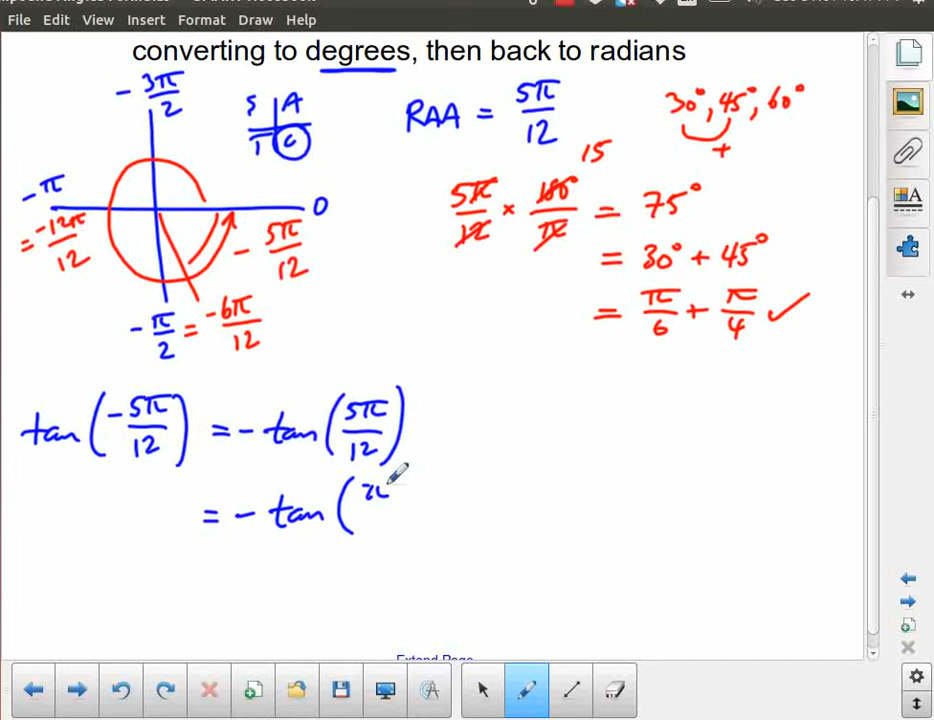 File Edit View Insert Format Draw Help
converting to degrees, then back to radians
- 3π/2
S A
T C
RAA = 5π/12
30°, 45°, 60°
+
15
-π
0
= -12π/12
- 5π/12
5π/12 × 180°/π = 75°
= 30° + 45°
= π/6 + π/4 ✓
- π/2 = -6π/12
tan(-5π/12) = - tan(5π/12)
= - tan(π
Extend Page